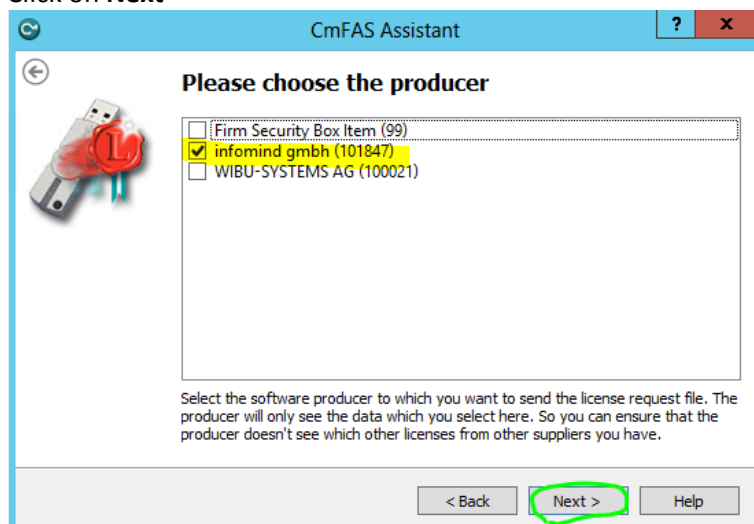 Click on Next
CmFAS Assistant
? x
Please choose the producer
Firm Security Box Item (99)
infomind gmbh (101847)
WIBU-SYSTEMS AG (100021)
Select the software producer to which you want to send the license request file. The
producer will only see the data which you select here. So you can ensure that the
producer doesn't see which other licenses from other suppliers you have.
< Back Next > Help